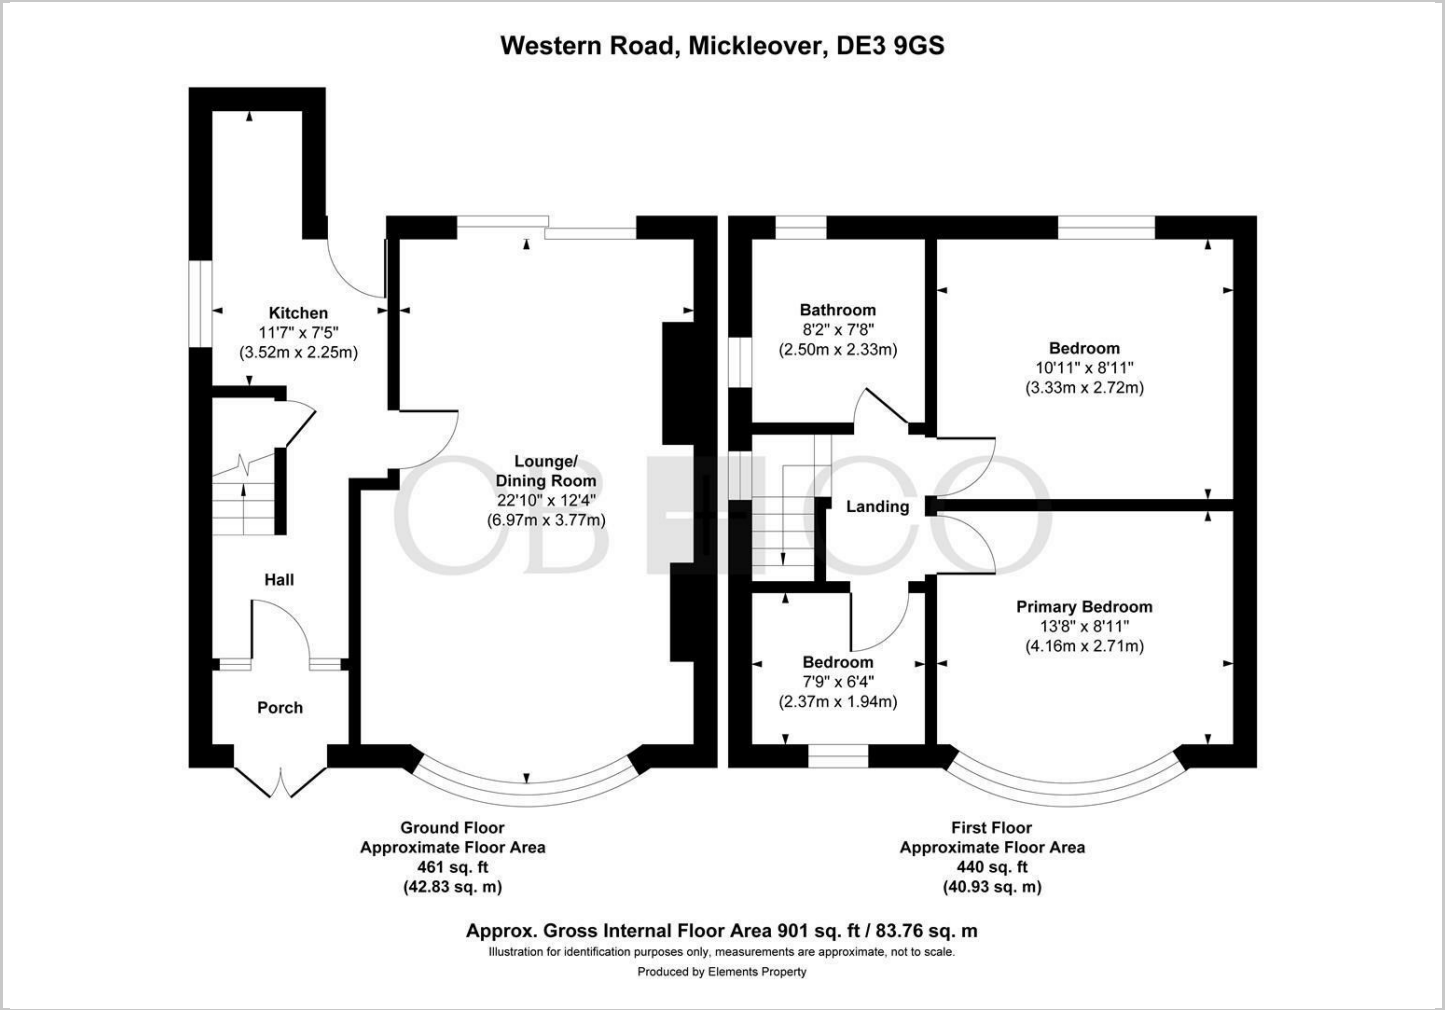 Western Road, Mickleover, DE3 9GS
Kitchen
11'7" x 7'5"
(3.52m x 2.25m)
Lounge/
Dining Room
22'10" x 12'4"
(6.97m x 3.77m)
Hall
Porch
Bathroom
8'2" x 7'8"
(2.50m x 2.33m)
Bedroom
10'11" x 8'11"
(3.33m x 2.72m)
Landing
Primary Bedroom
13'8" x 8'11"
(4.16m x 2.71m)
Bedroom
7'9" x 6'4"
(2.37m x 1.94m)
OB CO
Ground Floor
Approximate Floor Area
461 sq. ft
(42.83 sq. m)
First Floor
Approximate Floor Area
440 sq. ft
(40.93 sq. m)
Approx. Gross Internal Floor Area 901 sq. ft / 83.76 sq. m
Illustration for identification purposes only, measurements are approximate, not to scale.
Produced by Elements Property